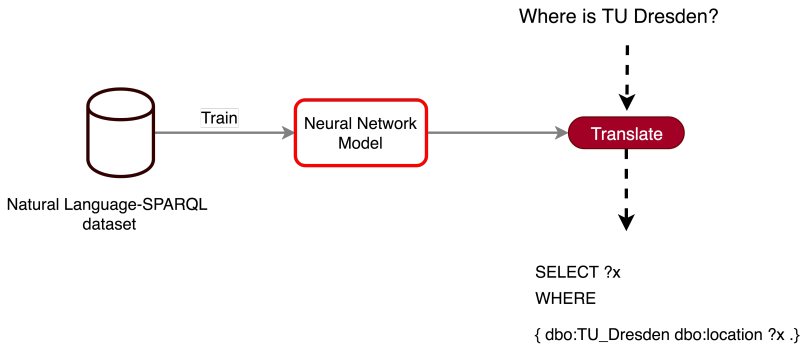 Where is TU Dresden?
Train
Neural Network
Model
Translate
Natural Language-SPARQL
dataset
SELECT ?x
WHERE
{ dbo:TU_Dresden dbo:location ?x .}